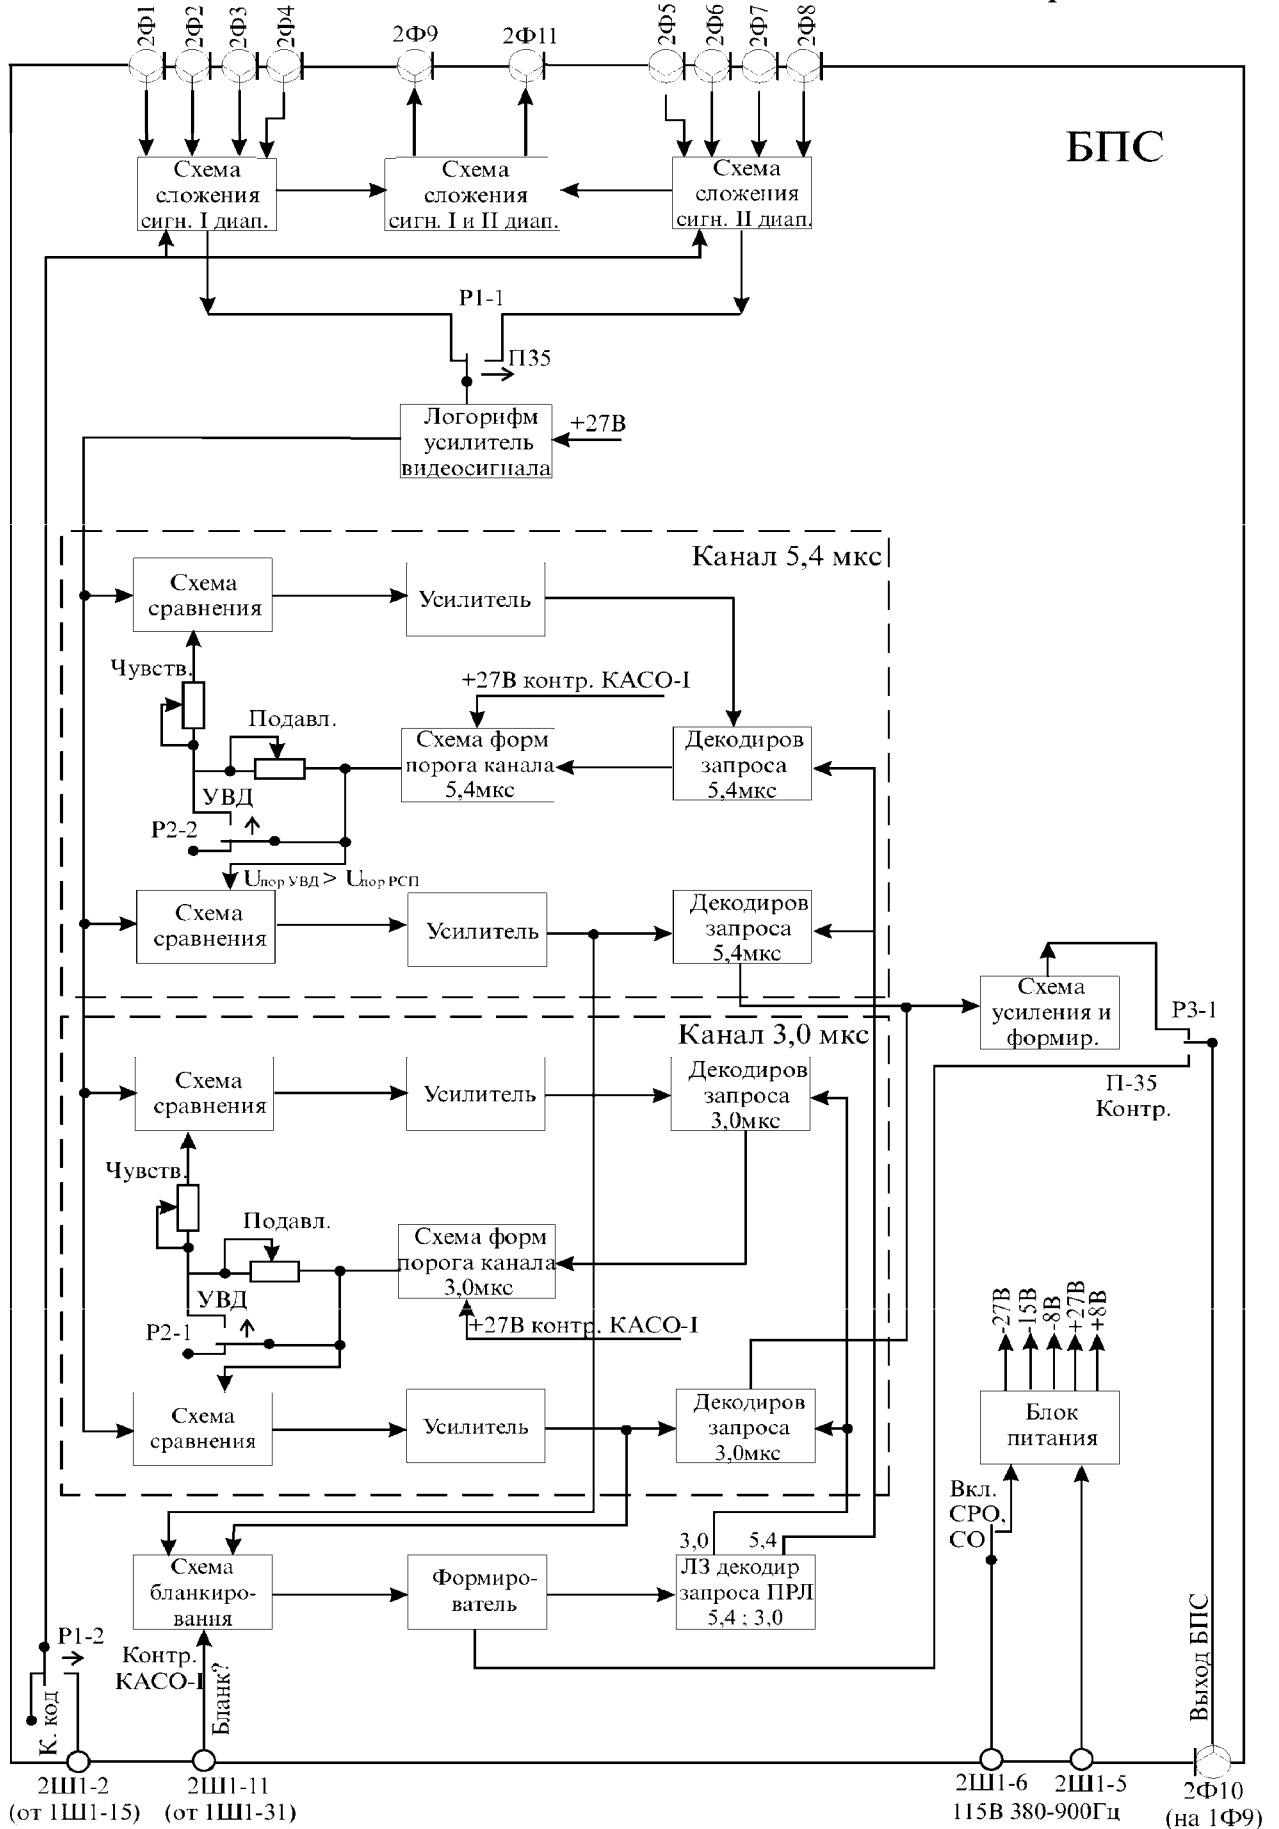 2Ф1
2Ф2
2Ф3
2Ф4
2Ф9
2Ф11
2Ф5
2Ф6
2Ф7
2Ф8
БПС
Схема
сложения
сигн. I диап.
Схема
сложения
сигн. I и II диап.
Схема
сложения
сигн. II диап.
Р1-1
П35
Логорифм
усилитель
видеосигнала
+27В
Канал 5,4 мкс
Схема
сравнения
Усилитель
Чувств.
+27В контр. КАСО-I
Подавл.
Схема форм
порога канала
5,4мкс
Декодиров
запроса
5,4мкс
УВД
Р2-2
Uпор УВД > Uпор РСП
Схема
сравнения
Усилитель
Декодиров
запроса
5,4мкс
Схема
усиления и
формир.
Р3-1
П-35
Контр.
Канал 3,0 мкс
Схема
сравнения
Усилитель
Декодиров
запроса
3,0мкс
Чувств.
Подавл.
Схема форм
порога канала
3,0мкс
УВД
+27В контр. КАСО-I
Р2-1
Схема
сравнения
Усилитель
Декодиров
запроса
3,0мкс
-27В
-15В
-8В
+27В
+8В
Блок
питания
Вкл.
СРО,
СО
3,0
5,4
Схема
бланкиро-
вания
Формиро-
ватель
ЛЗ декодир
запроса ПРЛ
5,4 ; 3,0
Р1-2
Контр.
КАСО-I
К. код
Бланк?
Выход БПС
2Ш1-2
(от 1Ш1-15)
2Ш1-11
(от 1Ш1-31)
2Ш1-6
2Ш1-5
115В 380-900Гц
2Ф10
(на 1Ф9)